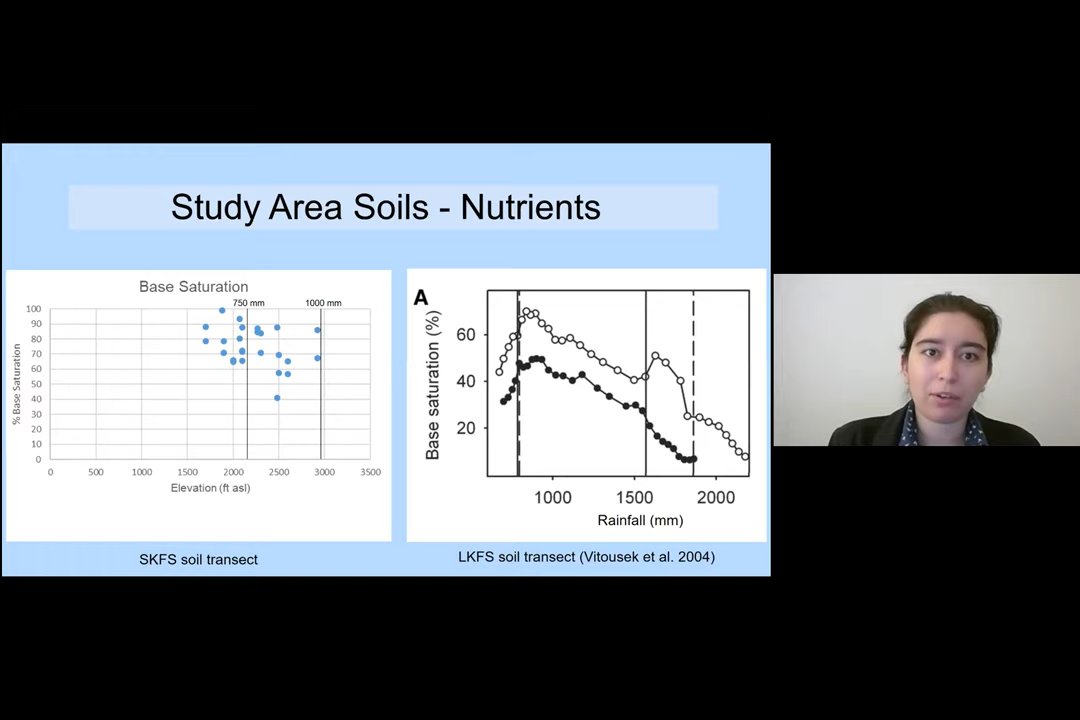 Study Area Soils - Nutrients
Base Saturation
750 mm
1000 mm
100
90
80
70
60
50
40
30
20
10
0
% Base Saturation
0 500 1000 1500 2000 2500 3000 3500
Elevation (ft asl)
SKFS soil transect
A
Base saturation (%)
60
40
20
1000 1500 2000
Rainfall (mm)
LKFS soil transect (Vitousek et al. 2004)